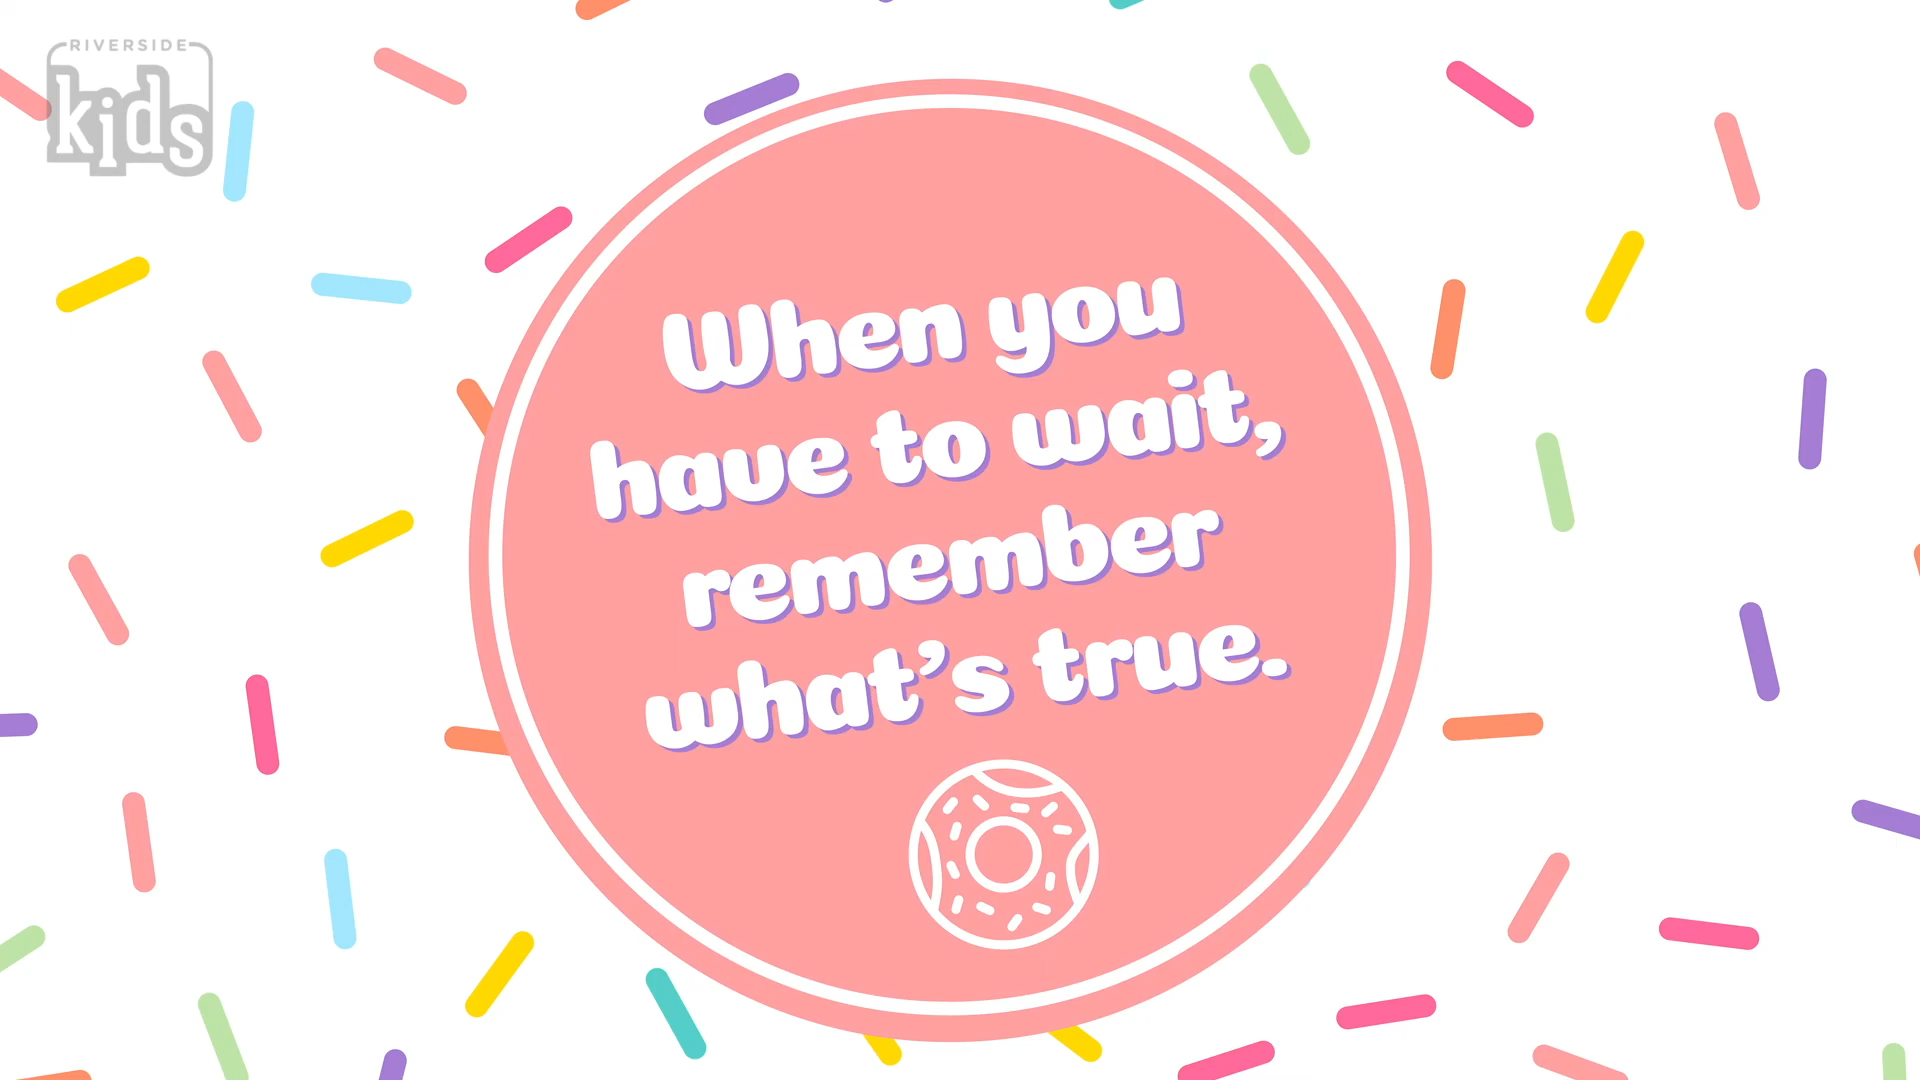 RIVERSIDE
kids
When you
have to wait,
remember
what's true.